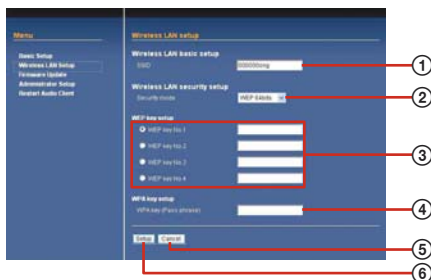 Menu
Basic Setup
Wireless LAN Setup
Firmware Update
Administrator Setup
Restart Audio Client
Wireless LAN setup
Wireless LAN basic setup
SSID
Wireless LAN security setup
Security mode
WEP 64bits
WEP key setup
WEP key No.1
WEP key No.2
WEP key No.3
WEP key No.4
WPA key setup
WPA key (Pass phrase)
Setup Cancel
1
2
3
4
5
6